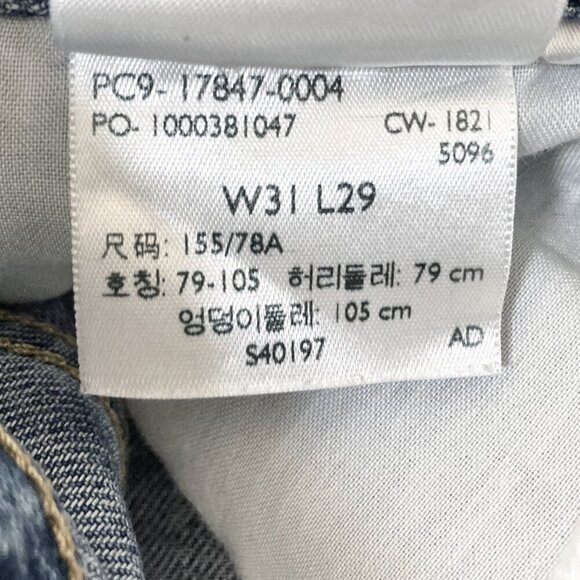 PC9-17847-0004
PO-1000381047 CW-1821
5096
W31 L29
尺码: 155/78A
호칭: 79-105 허리둘레: 79 cm
엉덩이둘레: 105 cm
S40197 AD